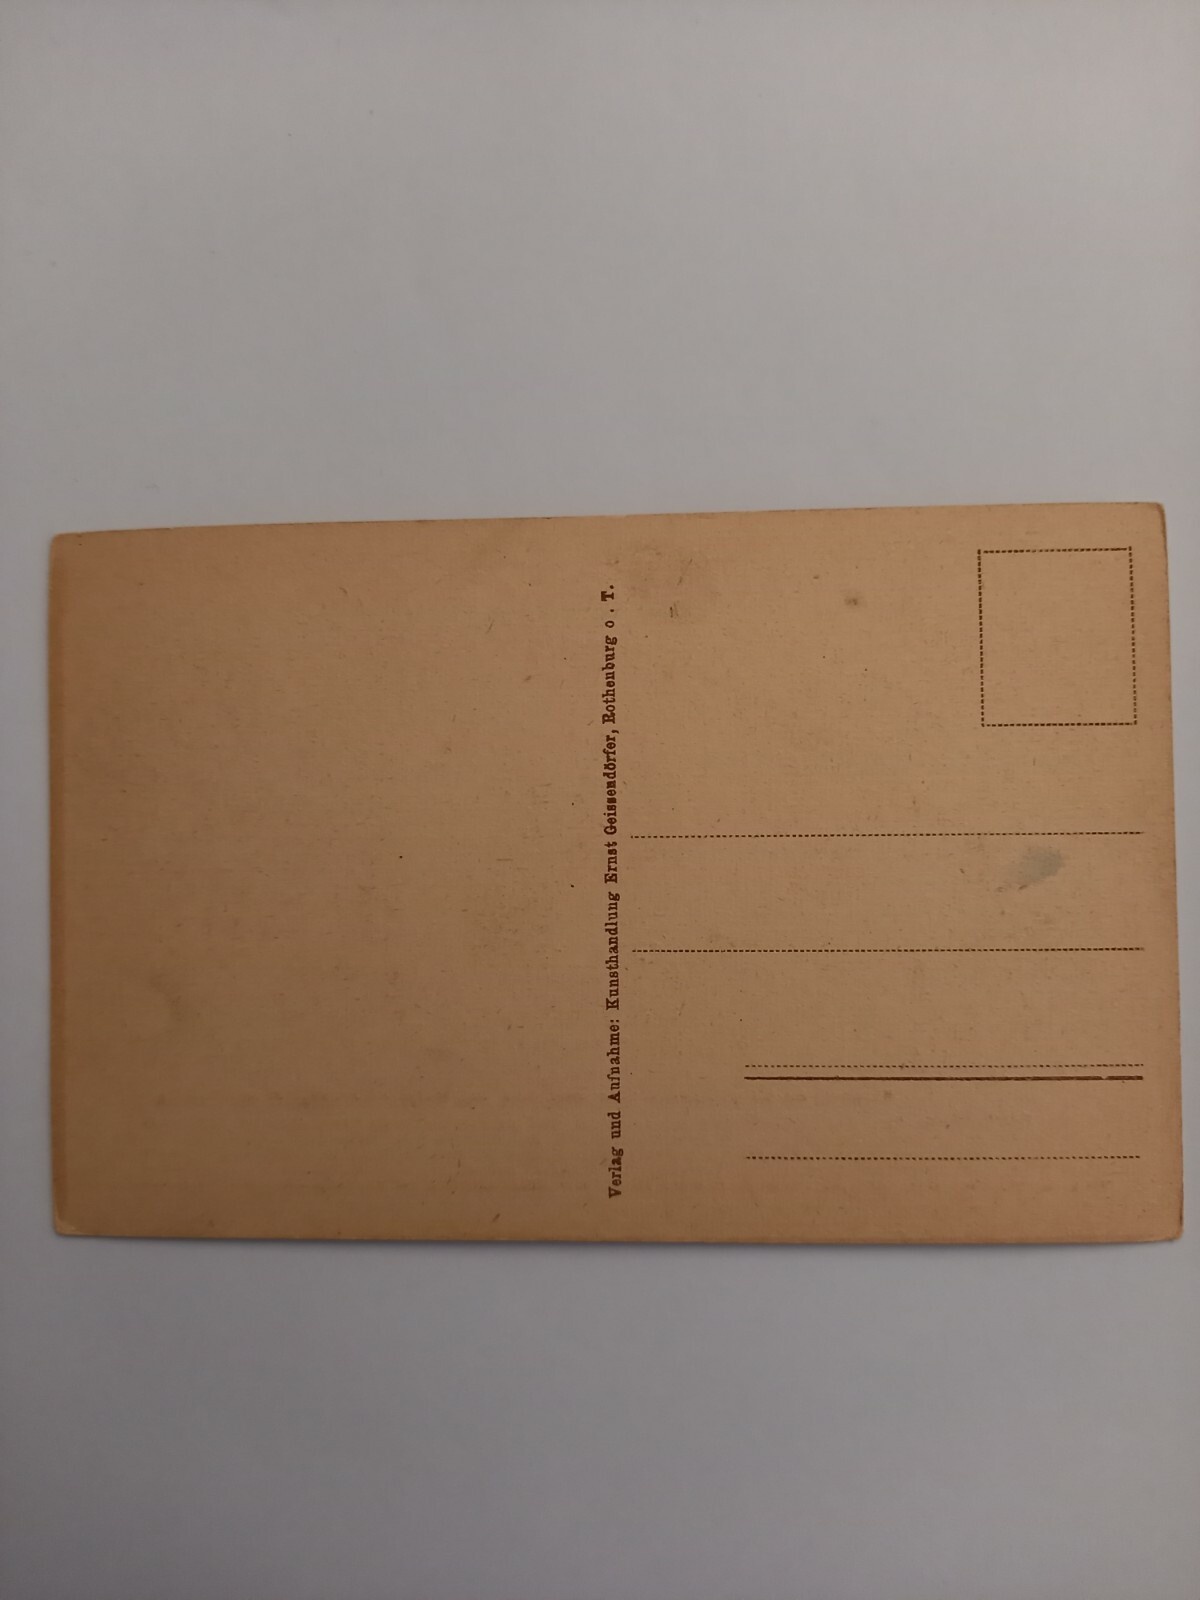 Verlag und Aufnahme: Kunsthandlung Ernst Geissendörfer, Rothenburg o. T.